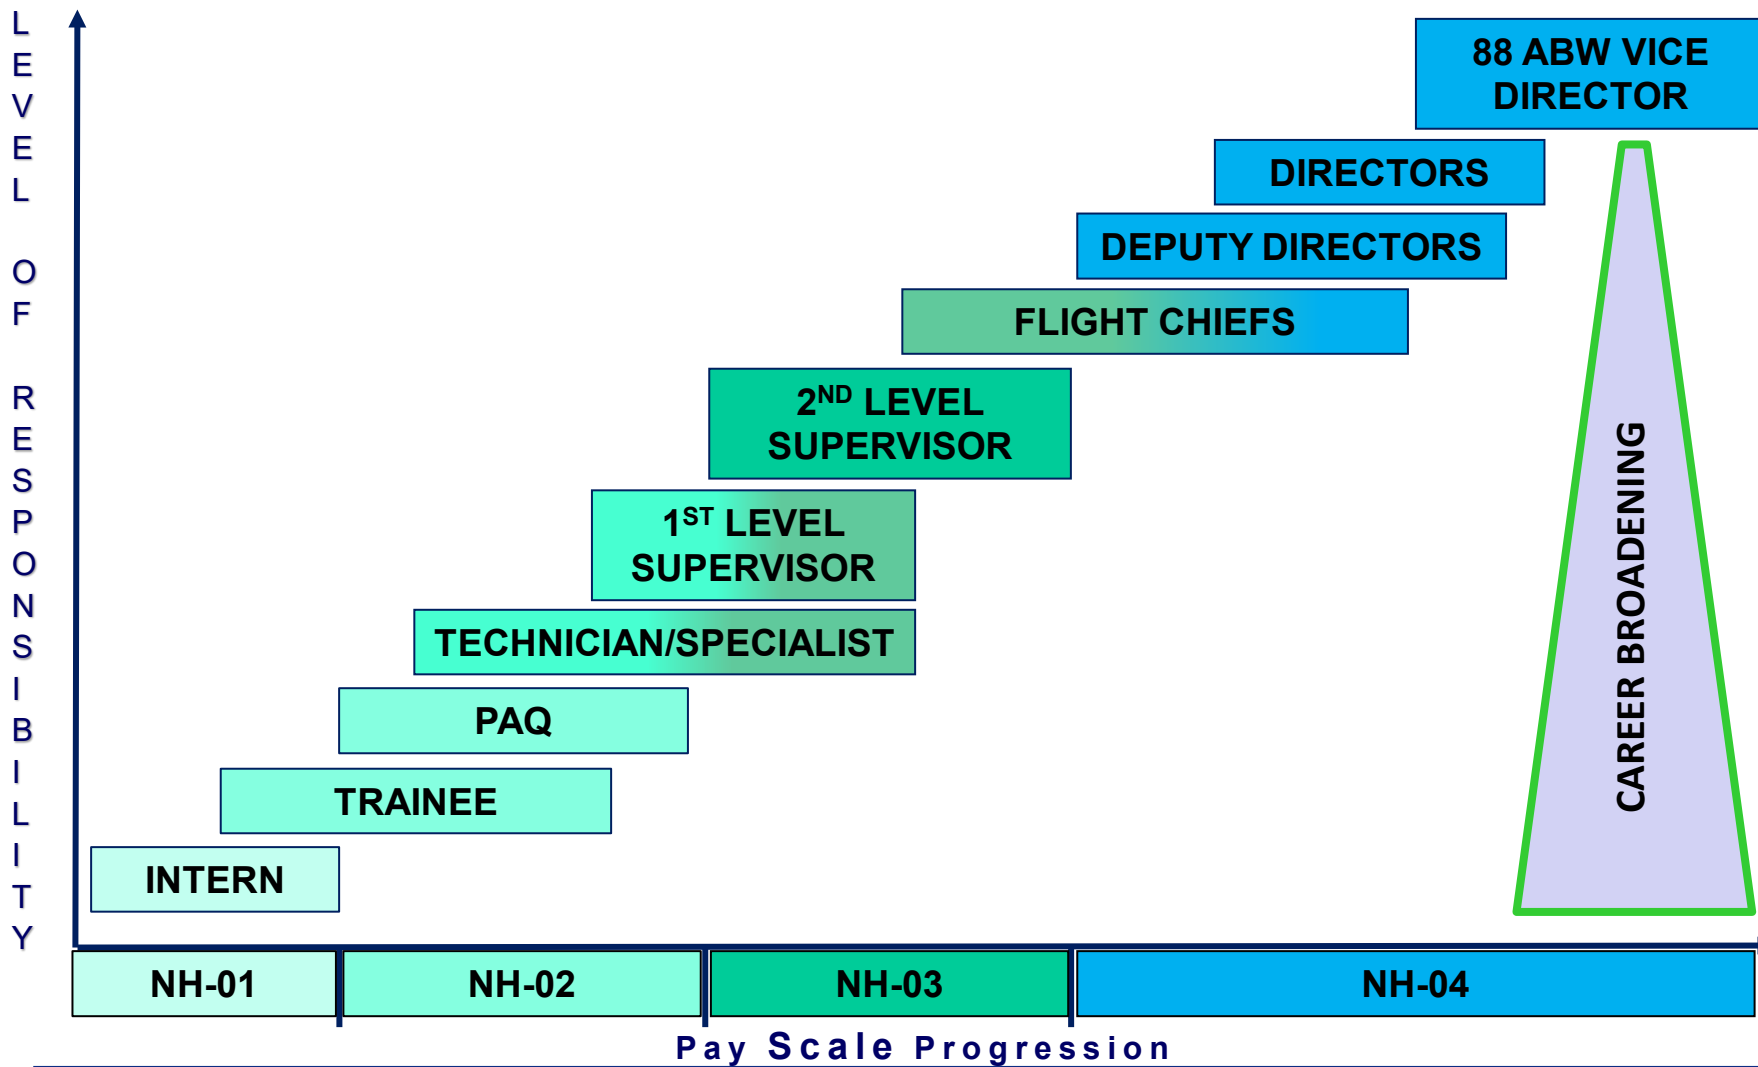 LEVEL OF RESPONSIBILITY
88 ABW VICE
DIRECTOR
DIRECTORS
DEPUTY DIRECTORS
FLIGHT CHIEFS
2ND LEVEL
SUPERVISOR
1ST LEVEL
SUPERVISOR
TECHNICIAN/SPECIALIST
PAQ
TRAINEE
INTERN
CAREER BROADENING
NH-01
NH-02
NH-03
NH-04
Pay Scale Progression